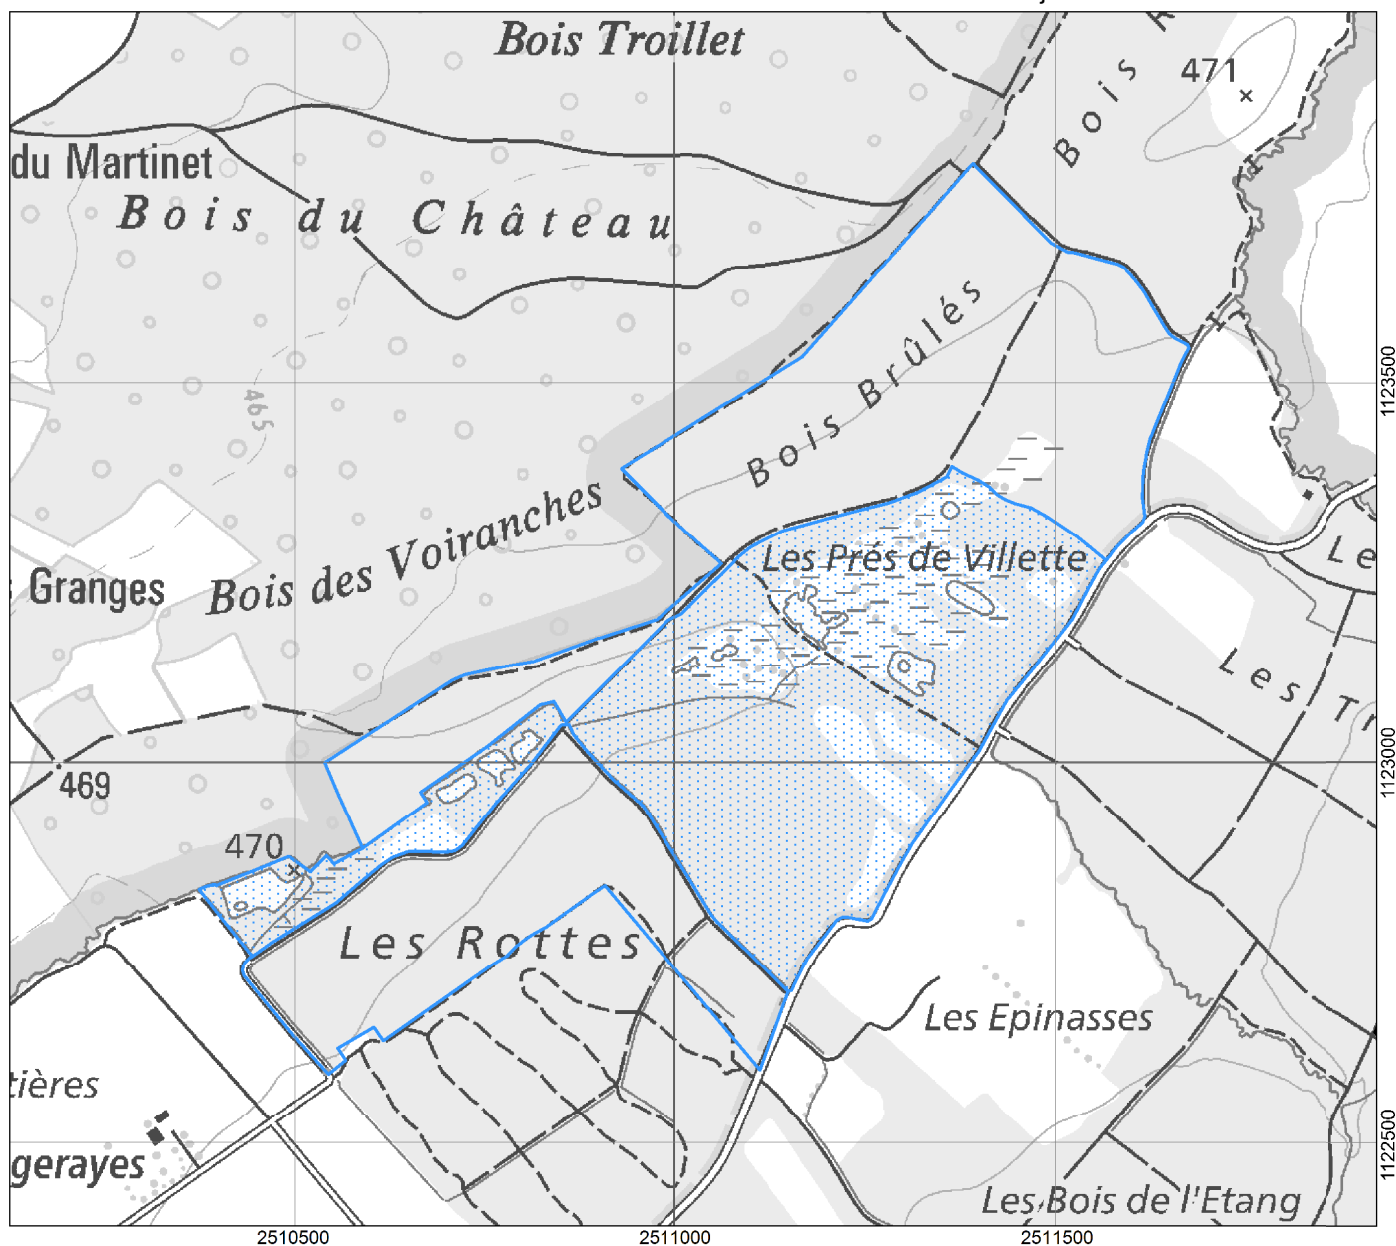 Bois Troillet
471
Bois
du Martinet
Bois du Château
Bois Brûlés
465
Bois des Voiranches
Les Prés de Villette
Granges
Le
Les
469
470
Les Rottes
Les Epinasses
tières
gerayes
Les Bois de l'Etang
1123500
1123000
1122500
2510500
2511000
2511500